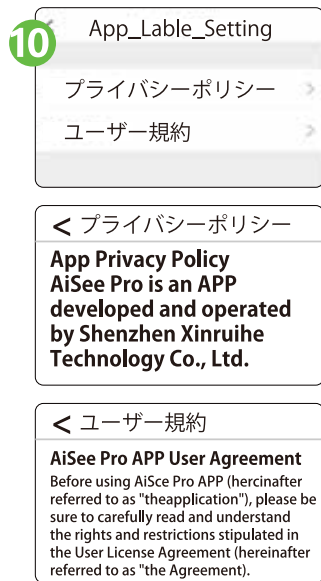 10
App_Lable_Setting
プライバシーポリシー >
ユーザー規約 >
< プライバシーポリシー
App Privacy Policy
AiSee Pro is an APP
developed and operated
by Shenzhen Xinruihe
Technology Co., Ltd.
< ユーザー規約
AiSee Pro APP User Agreement
Before using AiSce Pro APP (hercinafter
referred to as "theapplication"), please be
sure to carefully read and understand
the rights and restrictions stipulated in
the User License Agreement (hereinafter
referred to as "the Agreement).